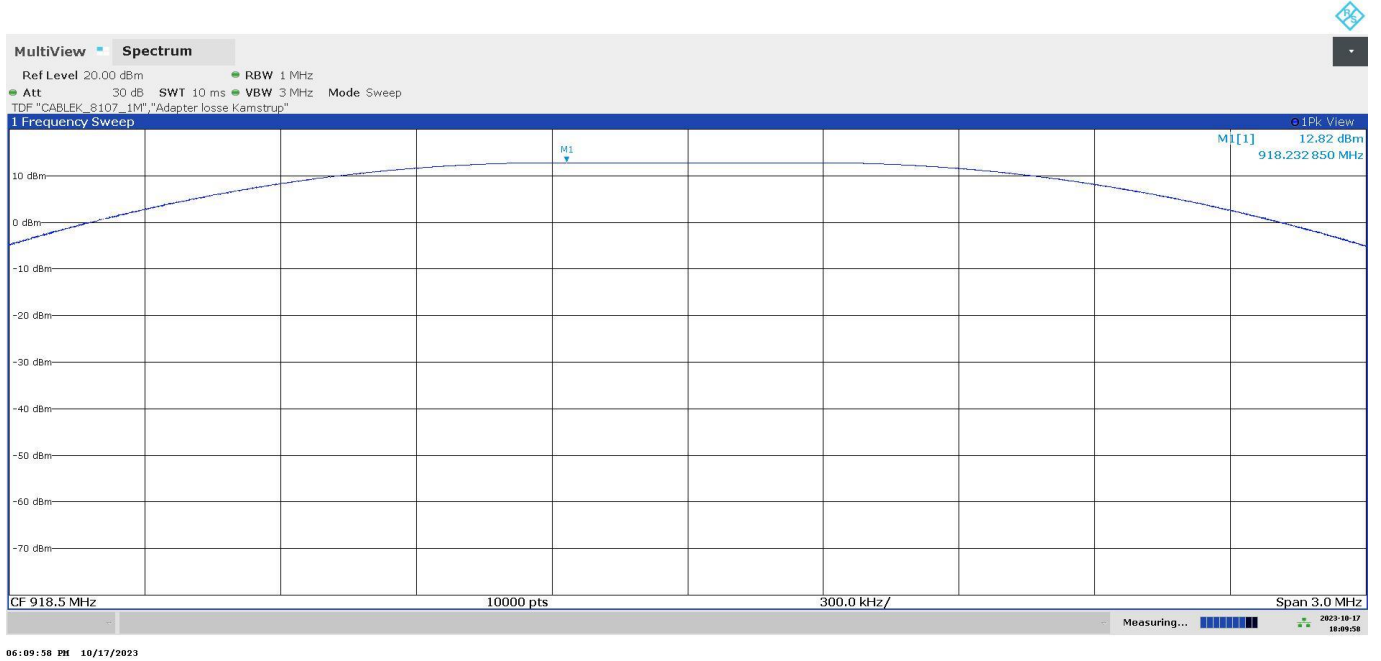 R S
MultiView Spectrum
Ref Level 20.00 dBm RBW 1 MHz
Att 30 dB SWT 10 ms VBW 3 MHz Mode Sweep
TDF "CABLEK_8107_1M","Adapter losse Kamstrup"
1 Frequency Sweep 1Pk View
M1[1] 12.82 dBm
918.232 850 MHz
M1
10 dBm
0 dBm
-10 dBm
-20 dBm
-30 dBm
-40 dBm
-50 dBm
-60 dBm
-70 dBm
CF 918.5 MHz 10000 pts 300.0 kHz/ Span 3.0 MHz
Measuring... 2023-10-17
18:09:58
06:09:58 PM 10/17/2023